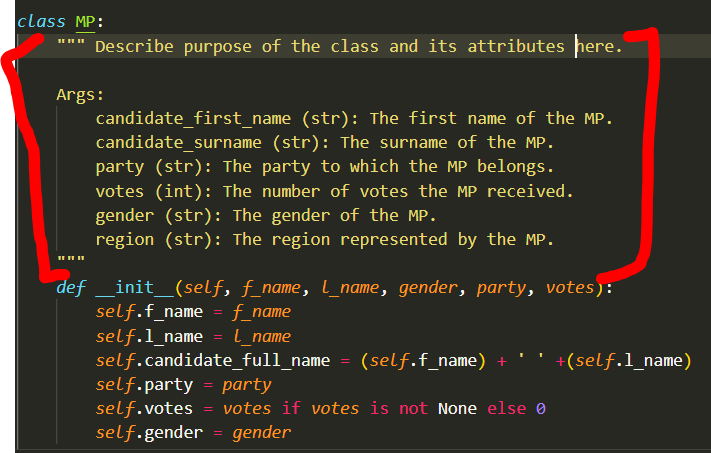 class MP:
""" Describe purpose of the class and its attributes here.
Args:
candidate_first_name (str): The first name of the MP.
candidate_surname (str): The surname of the MP.
party (str): The party to which the MP belongs.
votes (int): The number of votes the MP received.
gender (str): The gender of the MP.
region (str): The region represented by the MP.
"""
def __init__(self, f_name, l_name, gender, party, votes):
self.f_name = f_name
self.l_name = l_name
self.candidate_full_name = (self.f_name) + ' ' +(self.l_name)
self.party = party
self.votes = votes if votes is not None else 0
self.gender = gender